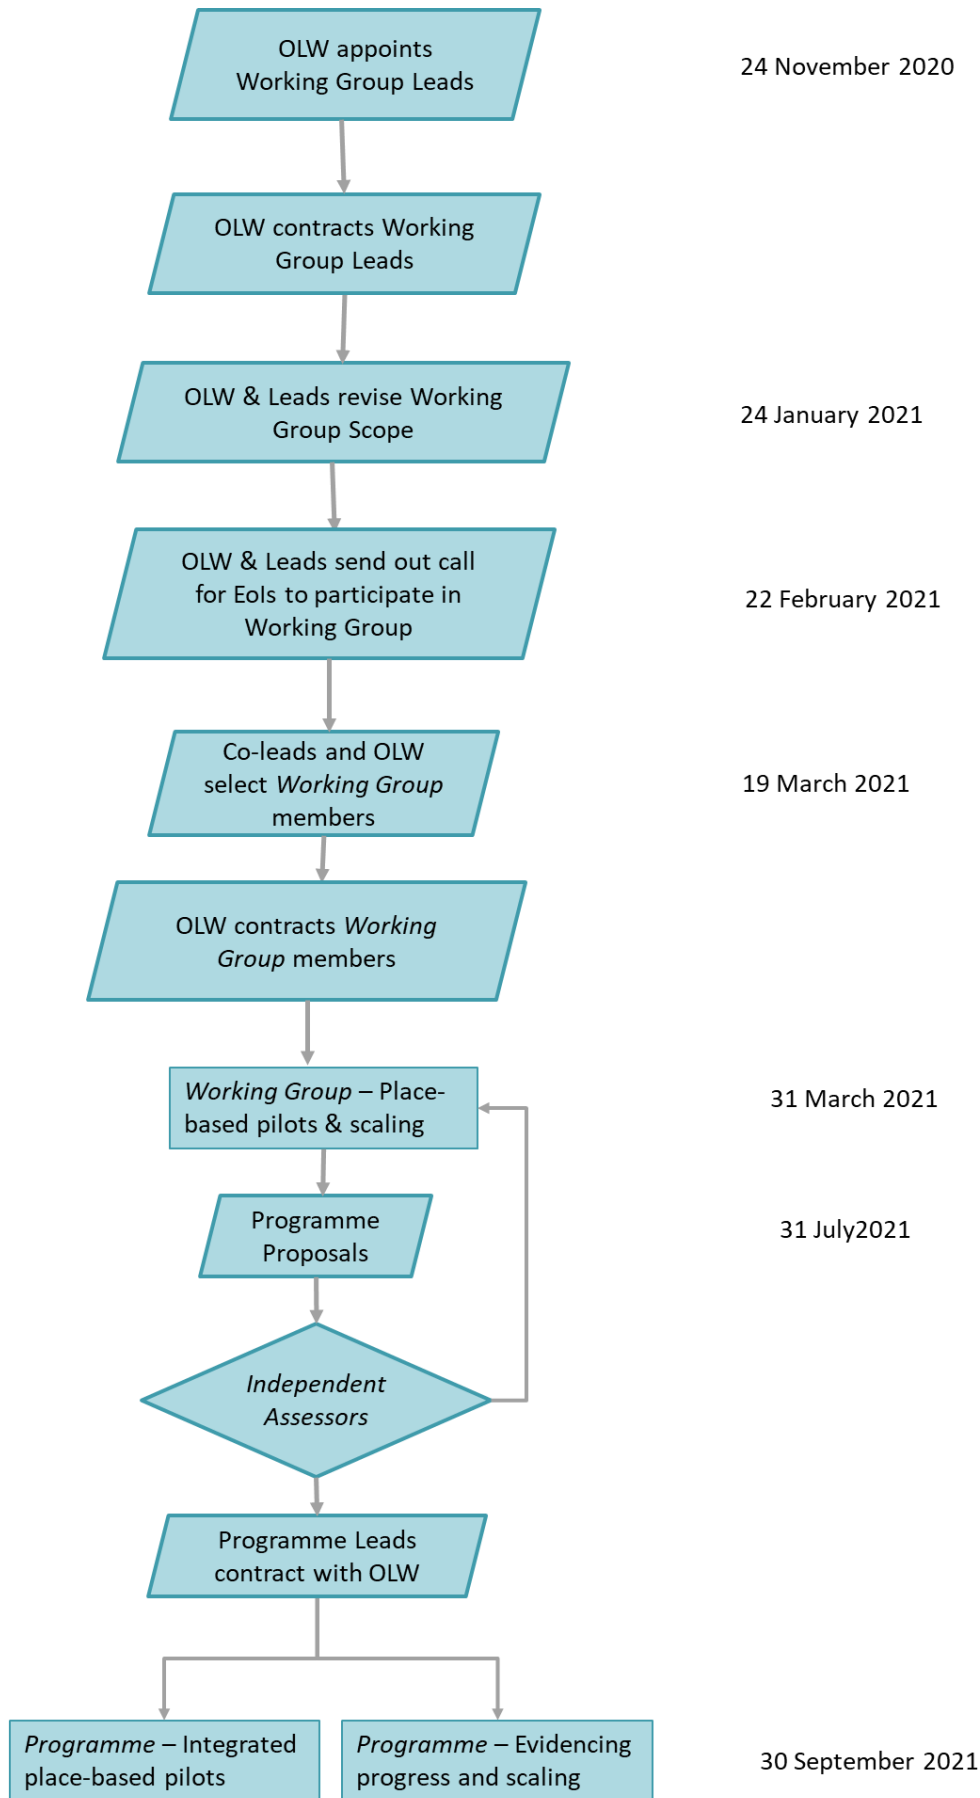 OLW appoints
Working Group Leads
24 November 2020
OLW contracts Working
Group Leads
OLW & Leads revise Working
Group Scope
24 January 2021
OLW & Leads send out call
for EoIs to participate in
Working Group
22 February 2021
Co-leads and OLW
select Working Group
members
19 March 2021
OLW contracts Working
Group members
Working Group – Place-
based pilots & scaling
31 March 2021
Programme
Proposals
31 July2021
Independent
Assessors
Programme Leads
contract with OLW
Programme – Integrated
place-based pilots
Programme – Evidencing
progress and scaling
30 September 2021